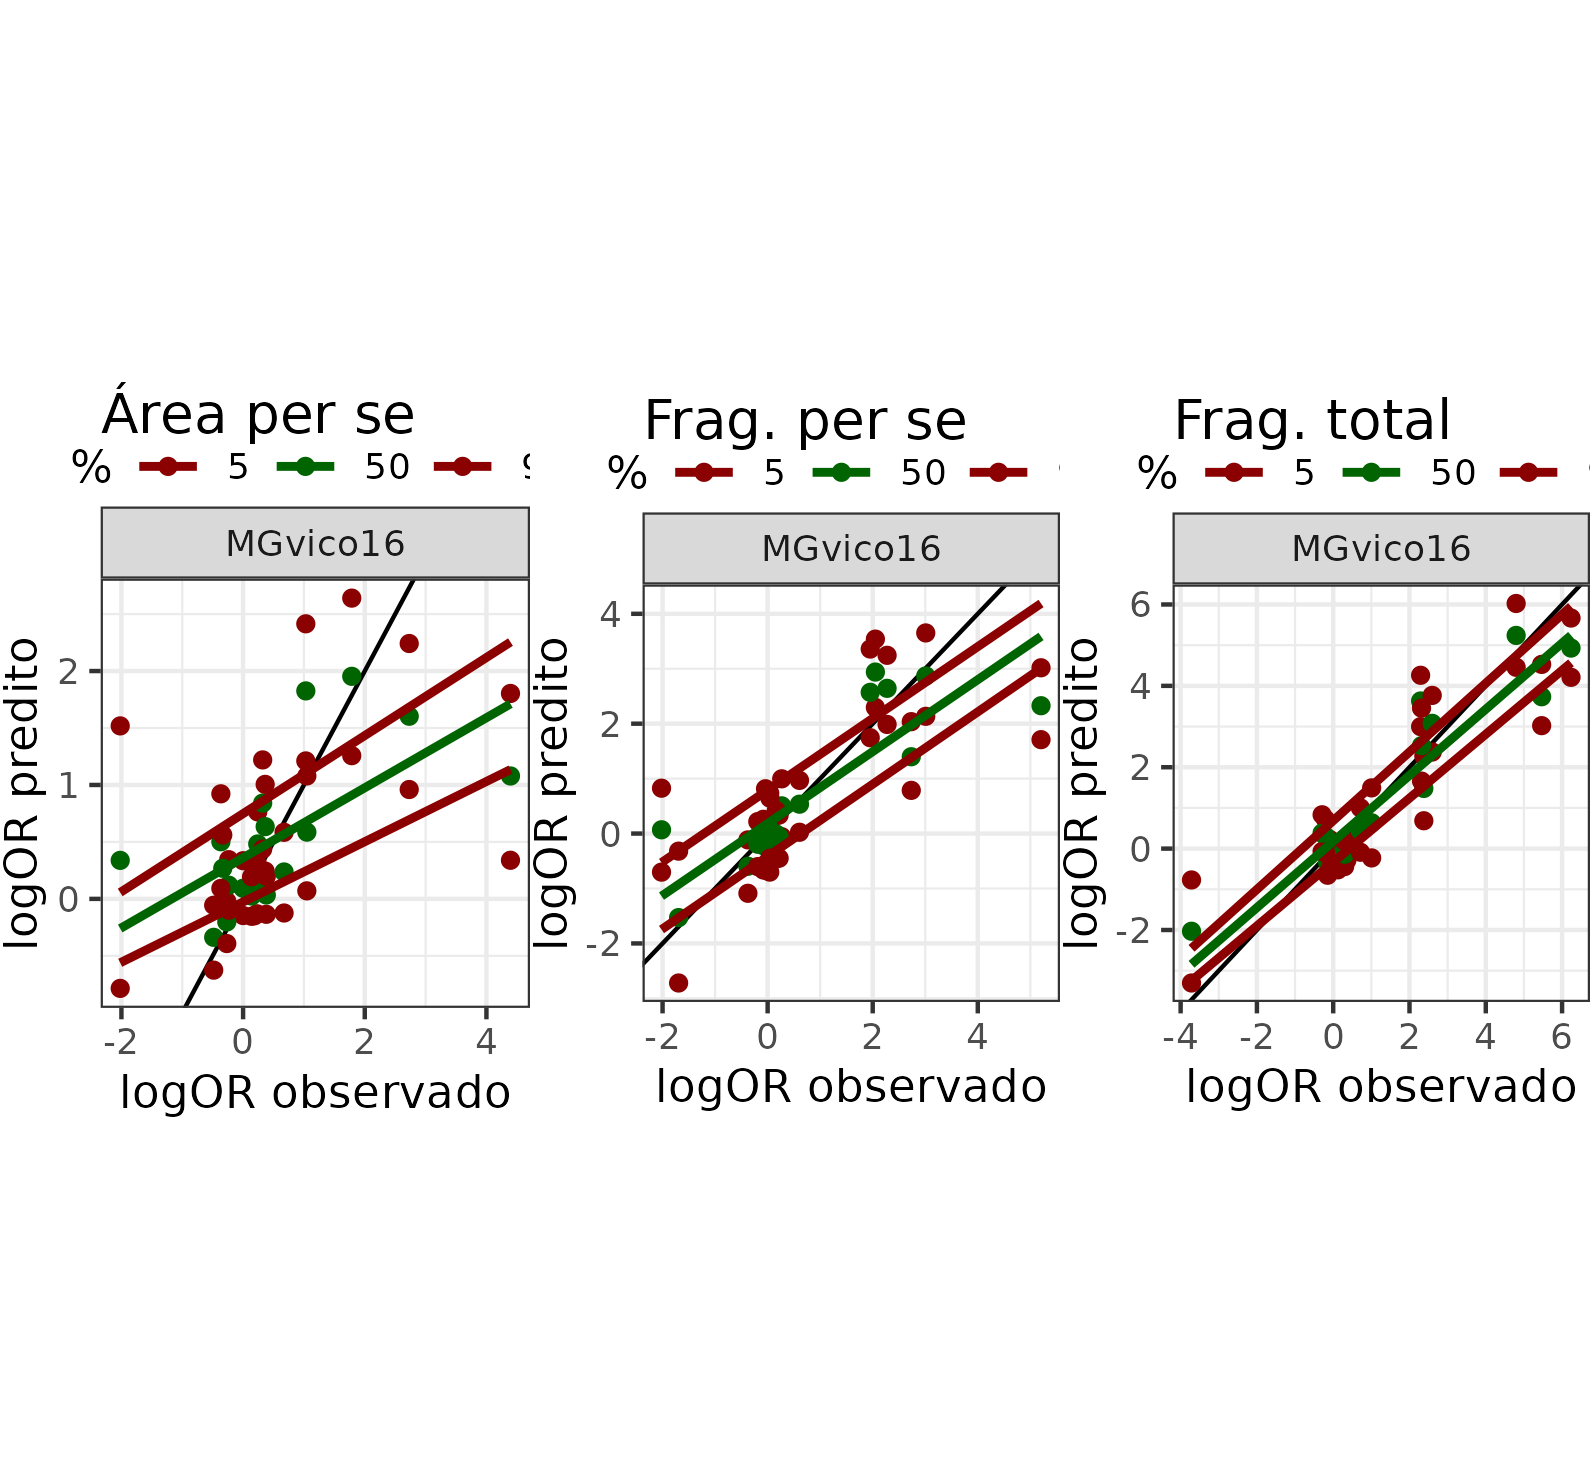 Área per se
% 5 50
MGvico16
2
1
0
-2 0 2 4
logOR observado
logOR predito
Frag. per se
% 5 50
MGvico16
4
2
0
-2
-2 0 2 4
logOR observado
logOR predito
Frag. total
% 5 50
MGvico16
6
4
2
0
-2
-4 -2 0 2 4 6
logOR observado
logOR predito